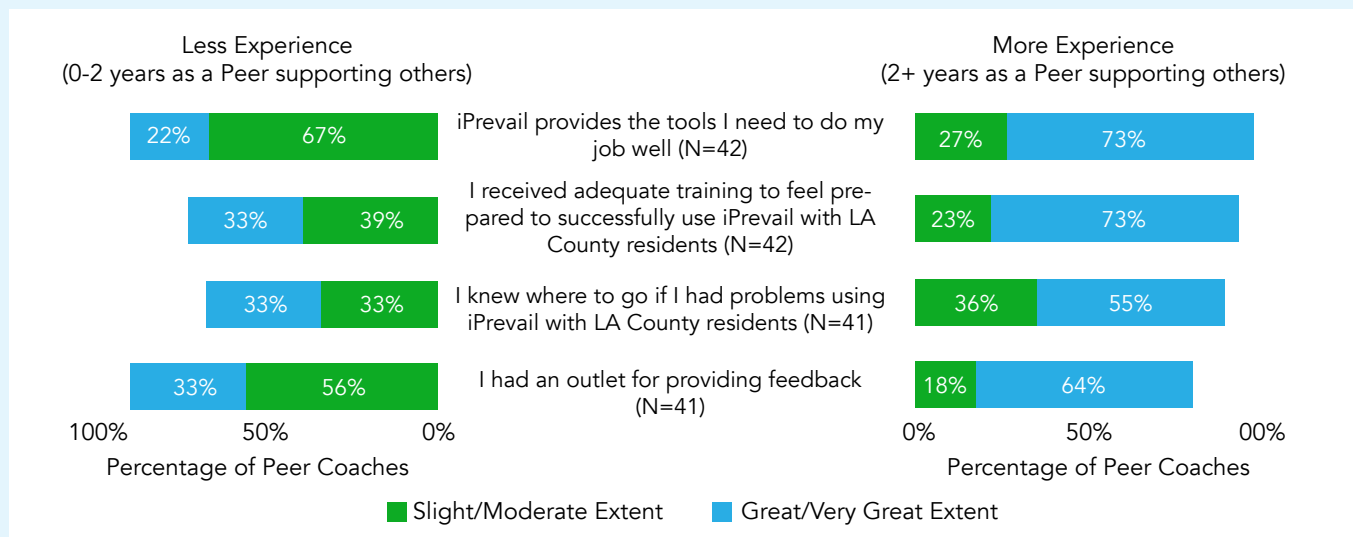 Less Experience
(0-2 years as a Peer supporting others)
More Experience
(2+ years as a Peer supporting others)
22% 67%
iPrevail provides the tools I need to do my
job well (N=42)
27% 73%
33% 39%
I received adequate training to feel pre-
pared to successfully use iPrevail with LA
County residents (N=42)
23% 73%
33% 33%
I knew where to go if I had problems using
iPrevail with LA County residents (N=41)
36% 55%
33% 56%
I had an outlet for providing feedback
(N=41)
18% 64%
100% 50% 0%
Percentage of Peer Coaches
0% 50% 00%
Percentage of Peer Coaches
Slight/Moderate Extent
Great/Very Great Extent